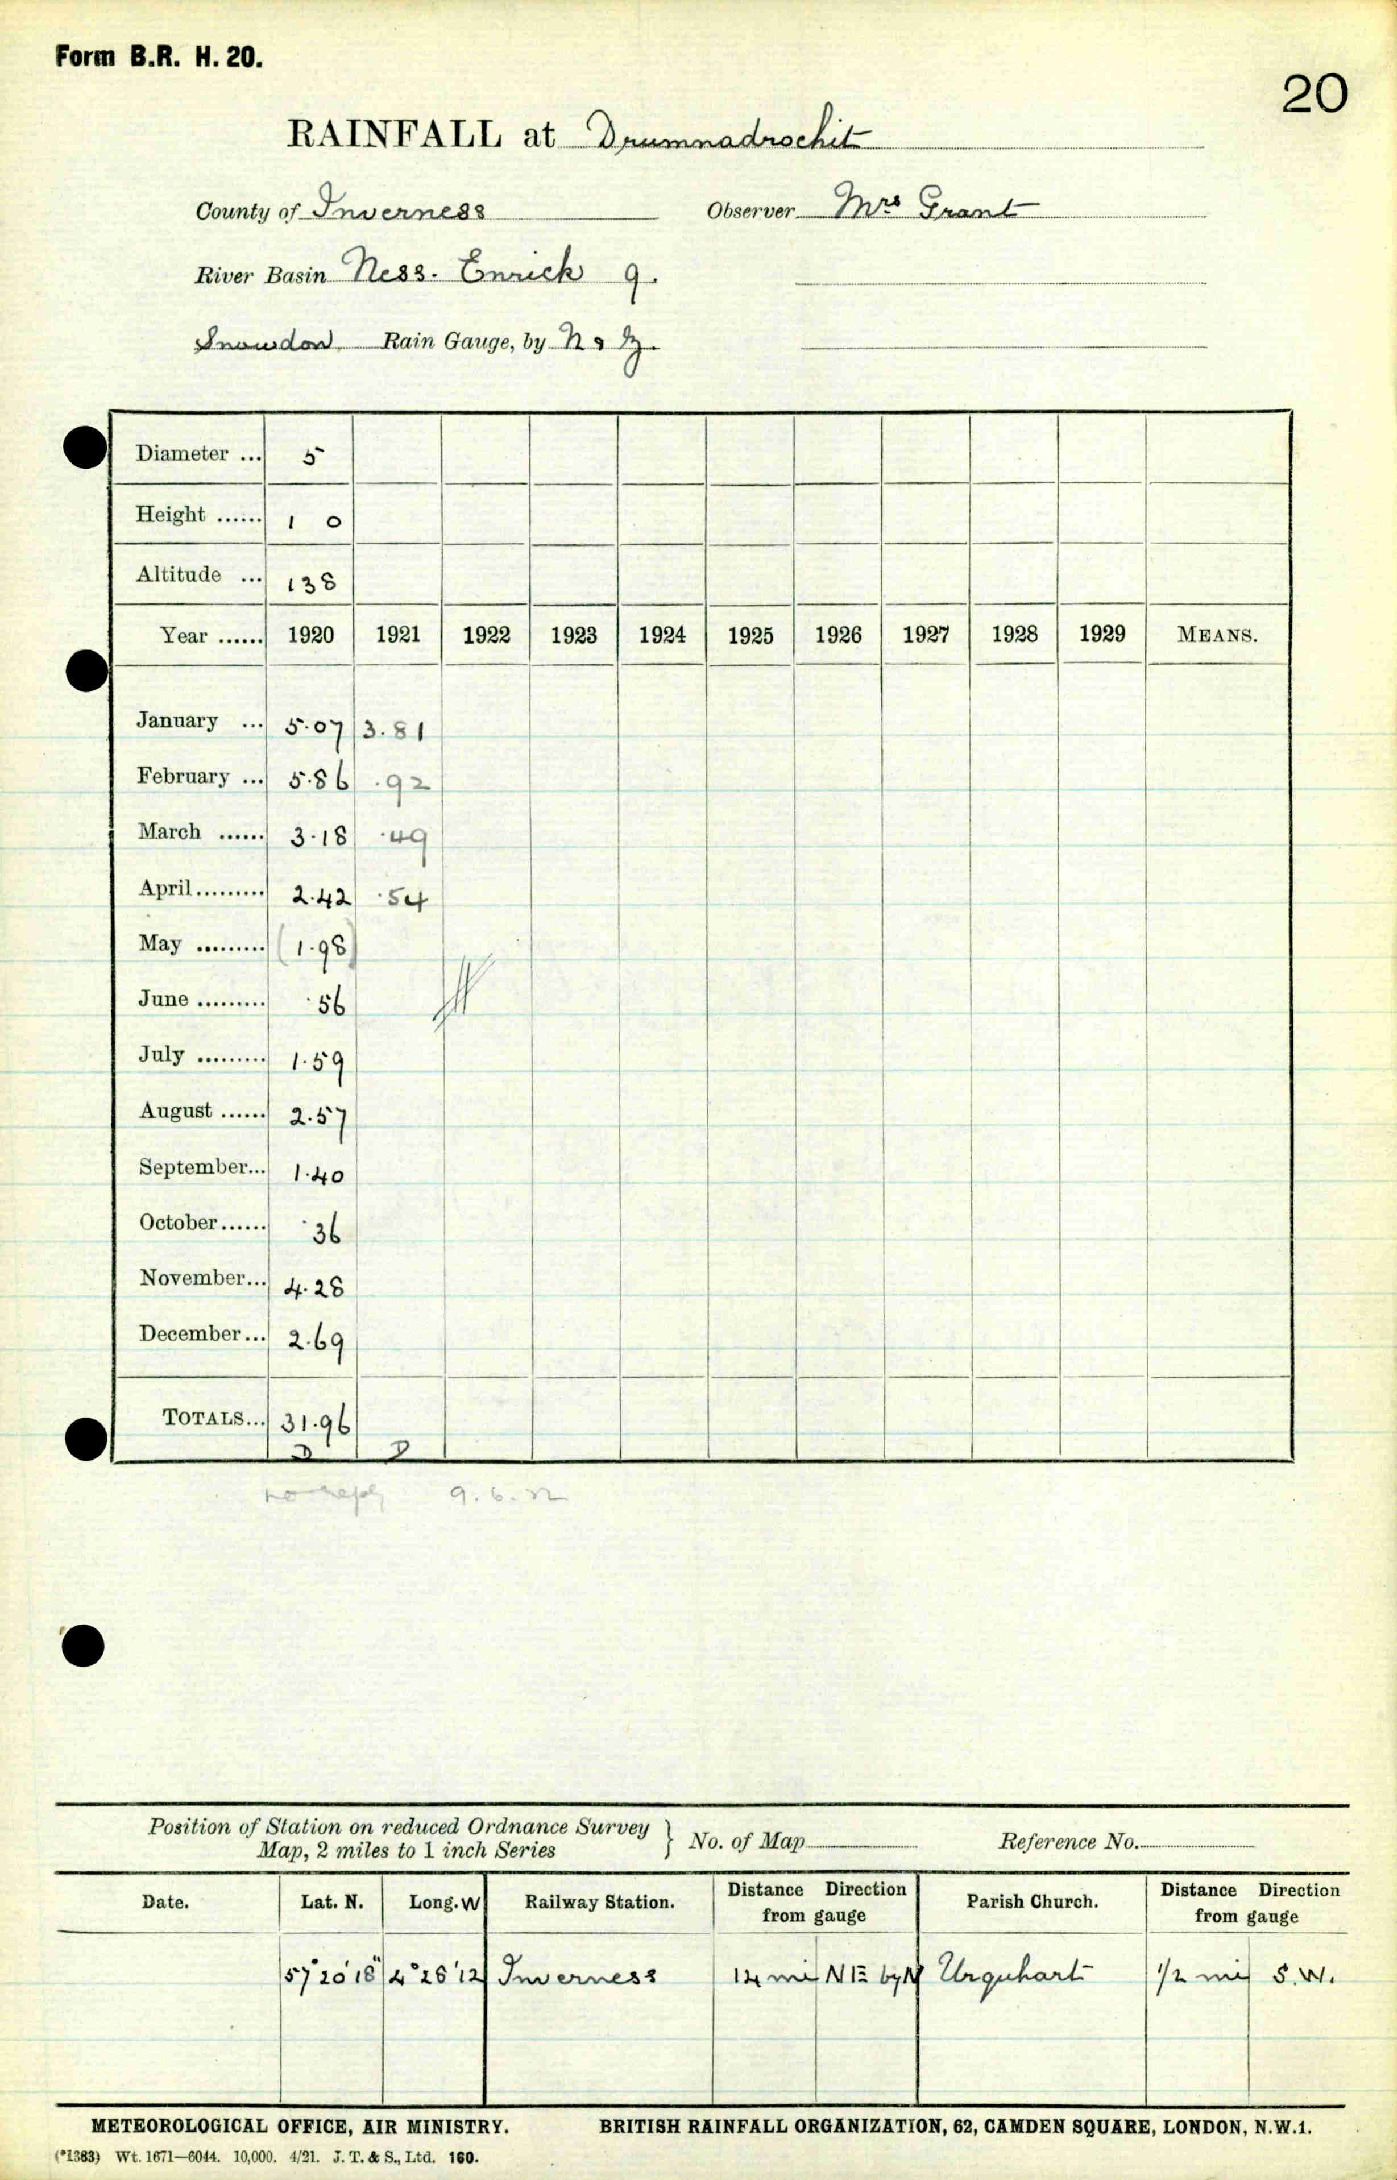 Form B.R. H. 20.
20
RAINFALL at Drumnadrochit
County of Inverness Observer Mrs Grant
River Basin Ness. Enrick 9.
Snowdon Rain Gauge, by N & Z.
Diameter ... 5
Height ...... 1 0
Altitude ... 138
Year ...... 1920 1921 1922 1923 1924 1925 1926 1927 1928 1929 MEANS.
January ... 5.07 3.81
February ... 5.86 .92
March ...... 3.18 .49
April......... 2.42 .54
May ......... (1.98)
June ......... .56
July ......... 1.59
August ...... 2.57
September... 1.40
October...... .36
November... 4.28
December... 2.69
TOTALS... 31.96
D D
no reply 9.6.22
Position of Station on reduced Ordnance Survey
Map, 2 miles to 1 inch Series } No. of Map Reference No.
Date. Lat. N. Long. W Railway Station. Distance Direction from gauge Parish Church. Distance Direction from gauge
57°20'18" 4°28'12 Inverness 14 mi NE by N Urquhart 1/2 mi S.W.
METEOROLOGICAL OFFICE, AIR MINISTRY. BRITISH RAINFALL ORGANIZATION, 62, CAMDEN SQUARE, LONDON, N.W.1.
(*1383) Wt. 1671—6044. 10,000. 4/21. J. T. & S., Ltd. 160.